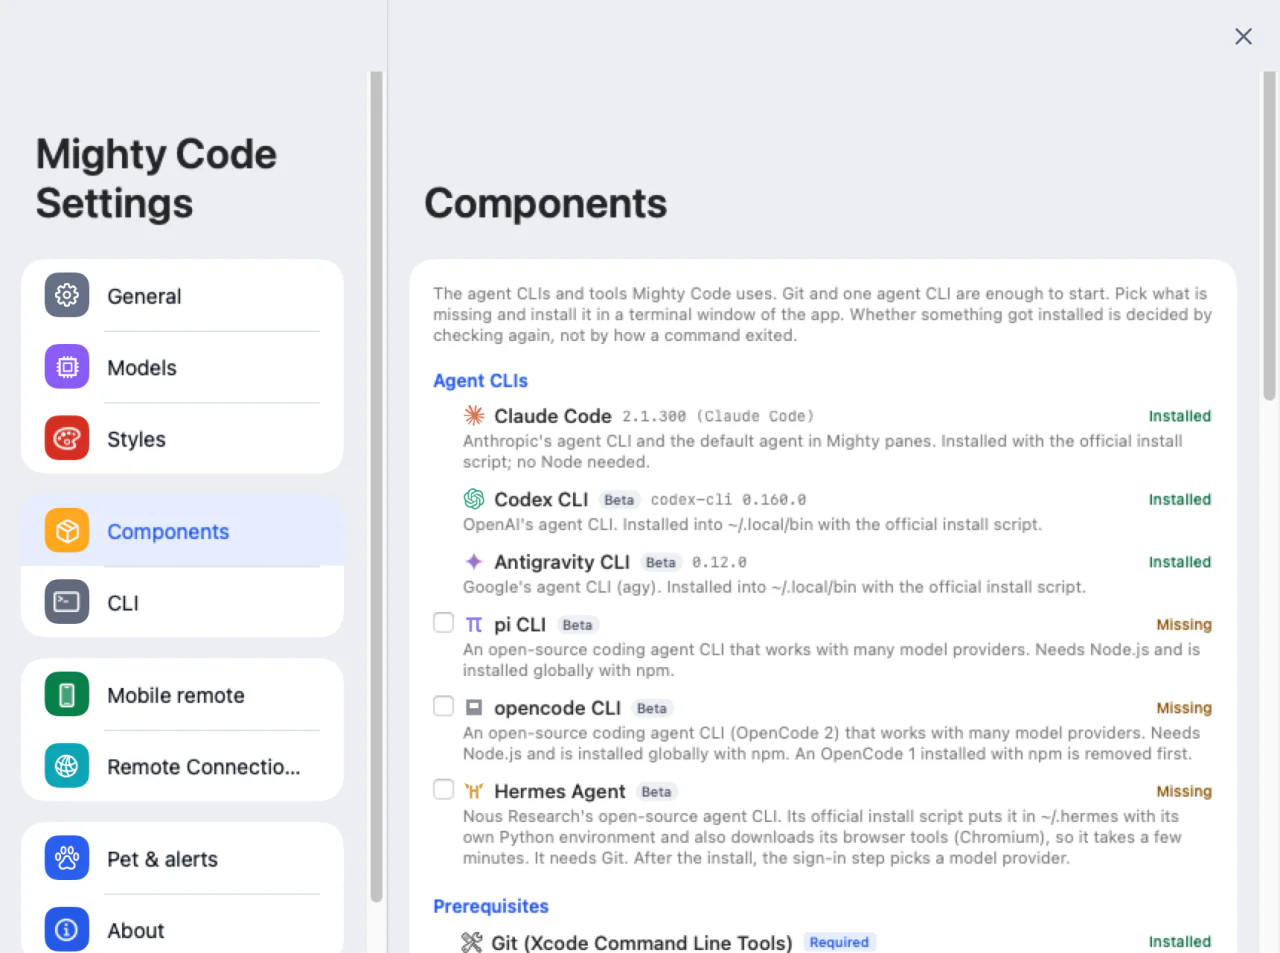 Mighty Code
Settings
General
Models
Styles
Components
CLI
Mobile remote
Remote Connectio...
Pet & alerts
About
Components
The agent CLIs and tools Mighty Code uses. Git and one agent CLI are enough to start. Pick what is
missing and install it in a terminal window of the app. Whether something got installed is decided by
checking again, not by how a command exited.
Agent CLIs
Claude Code 2.1.300 (Claude Code) Installed
Anthropic's agent CLI and the default agent in Mighty panes. Installed with the official install
script; no Node needed.
Codex CLI Beta codex-cli 0.160.0 Installed
OpenAI's agent CLI. Installed into ~/.local/bin with the official install script.
Antigravity CLI Beta 0.12.0 Installed
Google's agent CLI (agy). Installed into ~/.local/bin with the official install script.
pi CLI Beta Missing
An open-source coding agent CLI that works with many model providers. Needs Node.js and is
installed globally with npm.
opencode CLI Beta Missing
An open-source coding agent CLI (OpenCode 2) that works with many model providers. Needs
Node.js and is installed globally with npm. An OpenCode 1 installed with npm is removed first.
Hermes Agent Beta Missing
Nous Research's open-source agent CLI. Its official install script puts it in ~/.hermes with its
own Python environment and also downloads its browser tools (Chromium), so it takes a few
minutes. It needs Git. After the install, the sign-in step picks a model provider.
Prerequisites
Git (Xcode Command Line Tools) Required Installed